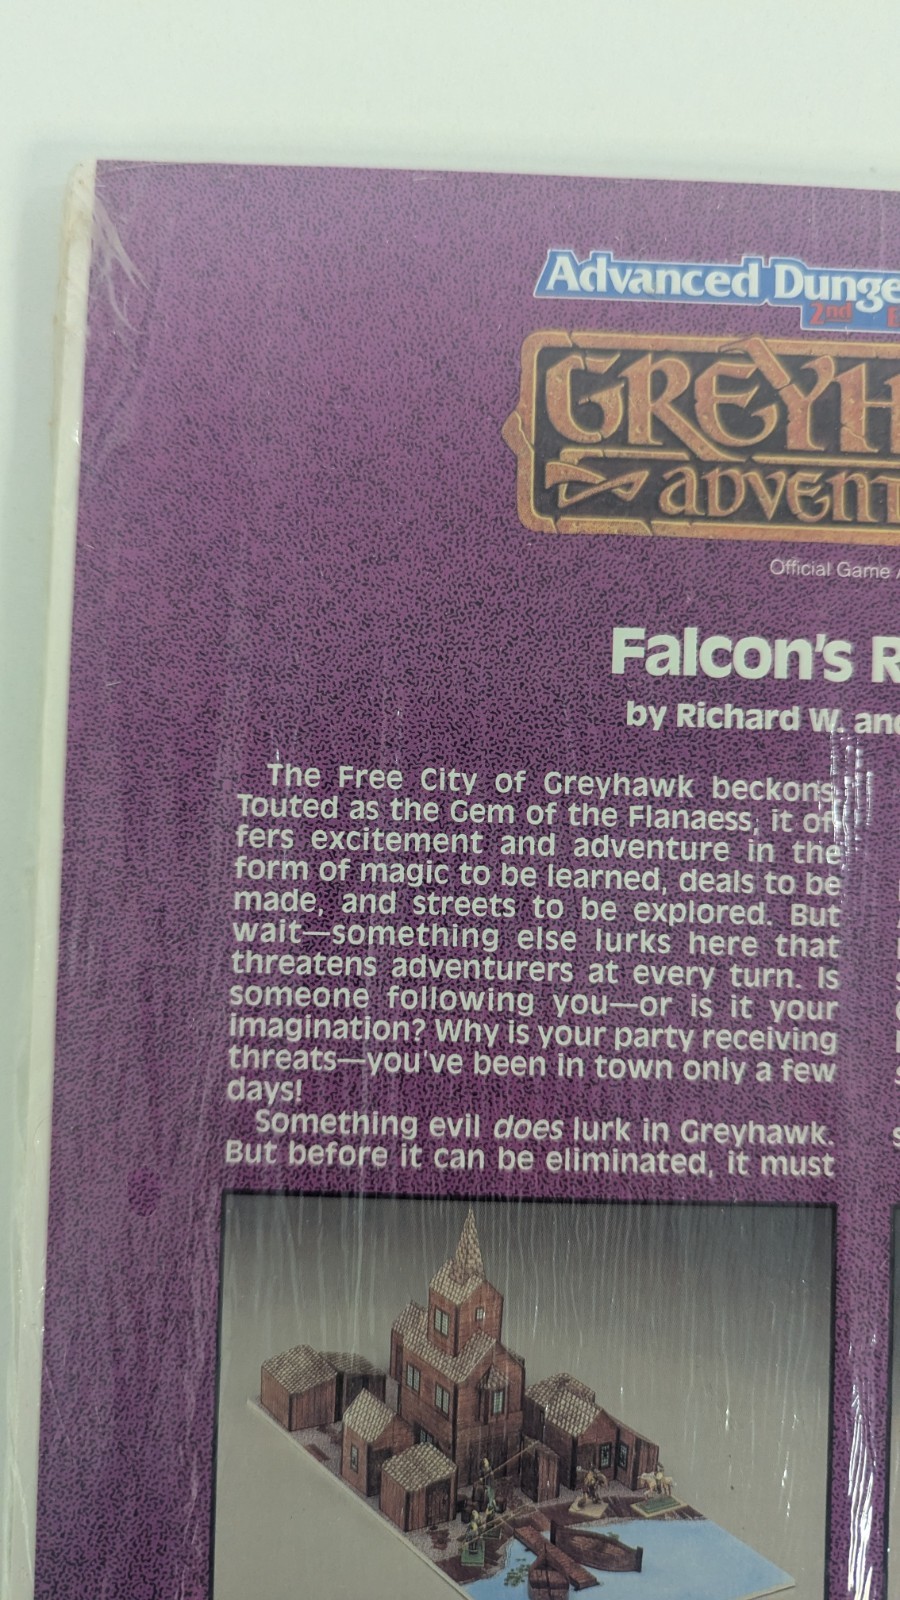 Advanced Dunge
2nd E
GREYH
ADVENT
Official Game A
Falcon's R
by Richard W. and
The Free City of Greyhawk beckons.
Touted as the Gem of the Flanaess, it of-
fers excitement and adventure in the
form of magic to be learned, deals to be
made, and streets to be explored. But
wait—something else lurks here that
threatens adventurers at every turn. Is
someone following you—or is it your
imagination? Why is your party receiving
threats—you've been in town only a few
days!
Something evil does lurk in Greyhawk.
But before it can be eliminated, it must